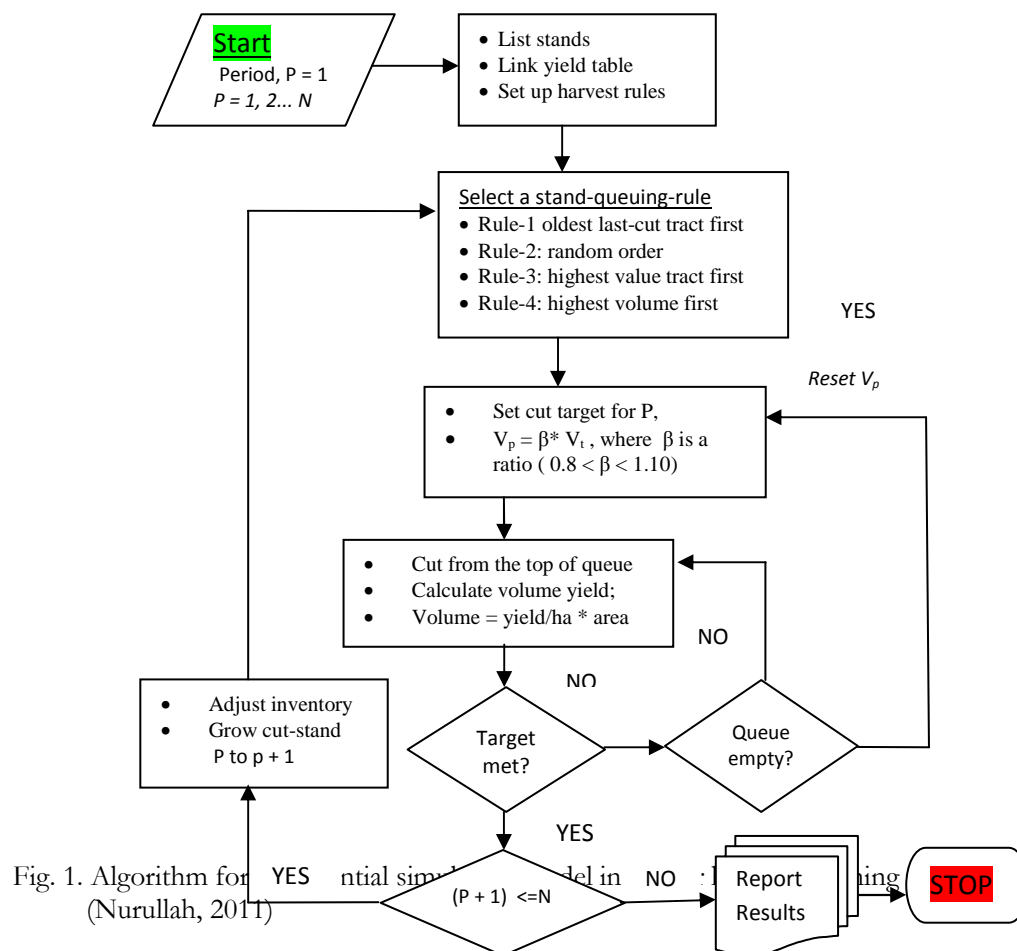 Start
Period, P = 1
P = 1, 2... N
• List stands
• Link yield table
• Set up harvest rules
Select a stand-queuing-rule
• Rule-1 oldest last-cut tract first
• Rule-2: random order
• Rule-3: highest value tract first
• Rule-4: highest volume first
YES
Reset Vp
• Set cut target for P,
• Vp = β* Vt , where β is a
ratio ( 0.8 < β < 1.10)
• Cut from the top of queue
• Calculate volume yield;
• Volume = yield/ha * area
NO
NO
• Adjust inventory
• Grow cut-stand
P to p + 1
Target
met?
Queue
empty?
YES
Fig. 1. Algorithm for
YES
(P + 1) <=N
NO
in
(Nurullah, 2011)
Report
Results
STOP